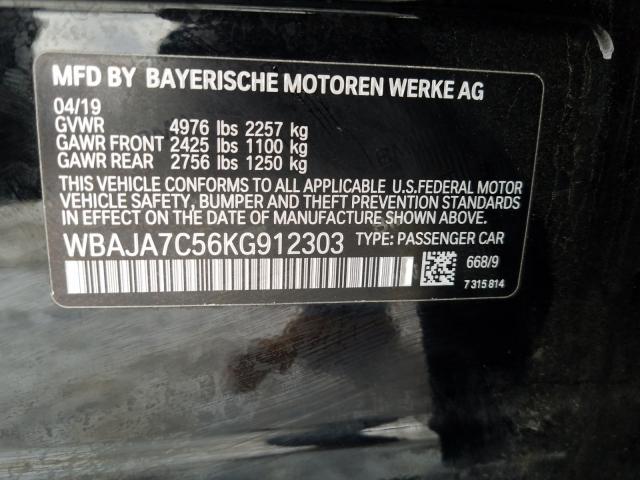 MFD BY BAYERISCHE MOTOREN WERKE AG
04/19
GVWR 4976 lbs 2257 kg
GAWR FRONT 2425 lbs 1100 kg
GAWR REAR 2756 lbs 1250 kg
THIS VEHICLE CONFORMS TO ALL APPLICABLE U.S.FEDERAL MOTOR
VEHICLE SAFETY, BUMPER AND THEFT PREVENTION STANDARDS
IN EFFECT ON THE DATE OF MANUFACTURE SHOWN ABOVE.
WBAJA7C56KG912303 TYPE: PASSENGER CAR
668/9
7 315 814